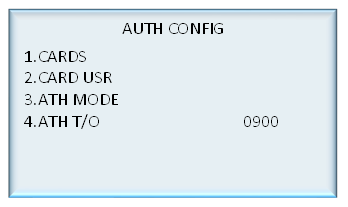 AUTH CONFIG
1.CARDS
2.CARD USR
3.ATH MODE
4.ATH T/O 0900